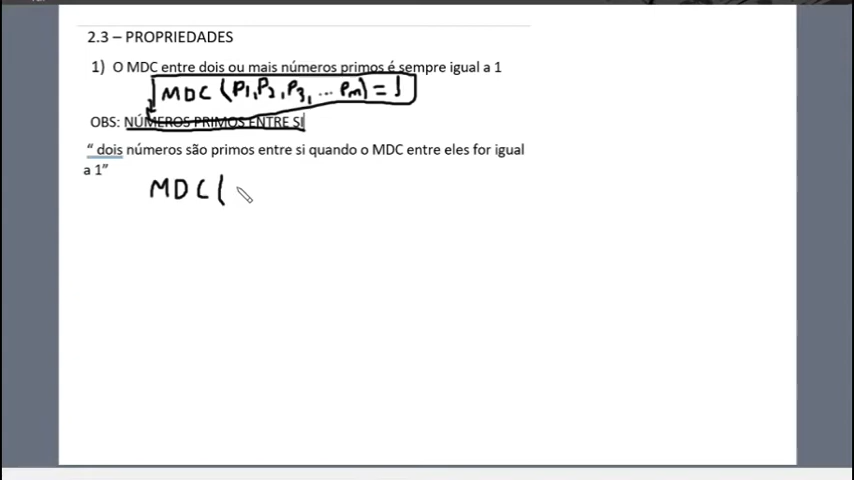 2.3 – PROPRIEDADES
1) O MDC entre dois ou mais números primos é sempre igual a 1
MDC (P1, P2, P3, ... Pm) = 1
OBS: NÚMEROS PRIMOS ENTRE SI
“ dois números são primos entre si quando o MDC entre eles for igual
a 1”
MDC (